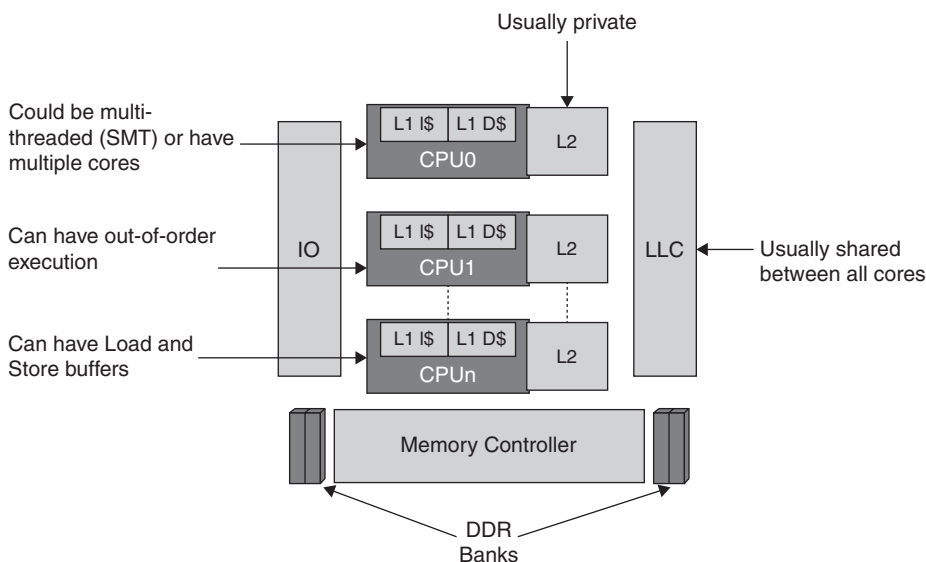 Usually private
Could be multi-
threaded (SMT) or have
multiple cores
L1 I$ L1 D$
CPU0
L2
Can have out-of-order
execution
IO
L1 I$ L1 D$
CPU1
L2
LLC
Usually shared
between all cores
Can have Load and
Store buffers
L1 I$ L1 D$
CPUn
L2
Memory Controller
DDR
Banks